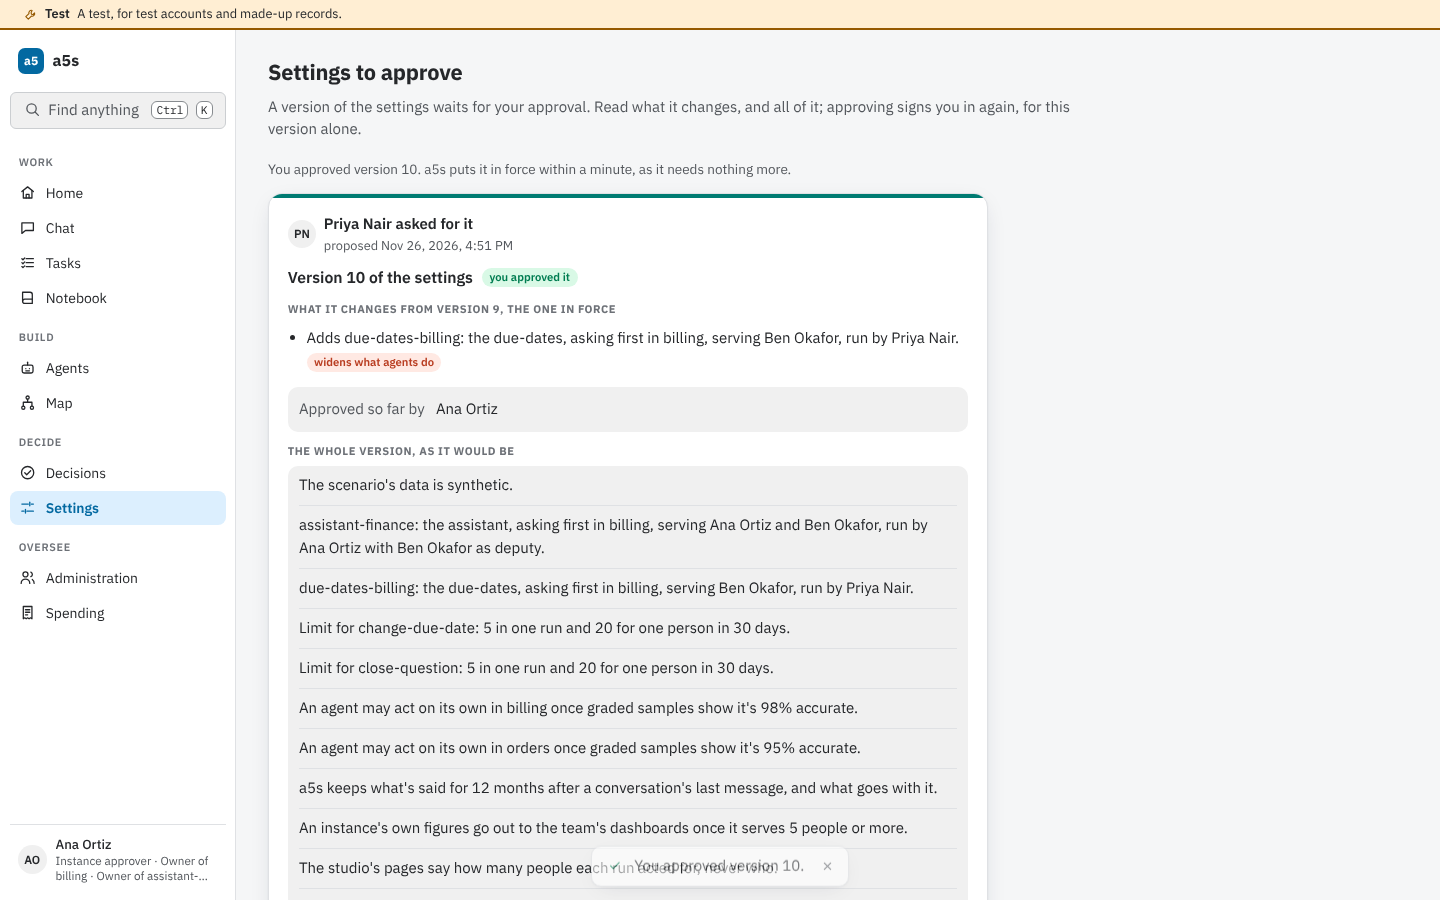 Test A test, for test accounts and made-up records.
a5 a5s
Find anything Ctrl K
WORK
Home
Chat
Tasks
Notebook
BUILD
Agents
Map
DECIDE
Decisions
Settings
OVERSEE
Administration
Spending
AO
Ana Ortiz
Instance approver · Owner of
billing · Owner of assistant-...
Settings to approve
A version of the settings waits for your approval. Read what it changes, and all of it; approving signs you in again, for this
version alone.
You approved version 10. a5s puts it in force within a minute, as it needs nothing more.
PN
Priya Nair asked for it
proposed Nov 26, 2026, 4:51 PM
Version 10 of the settings you approved it
WHAT IT CHANGES FROM VERSION 9, THE ONE IN FORCE
• Adds due-dates-billing: the due-dates, asking first in billing, serving Ben Okafor, run by Priya Nair.
widens what agents do
Approved so far by Ana Ortiz
THE WHOLE VERSION, AS IT WOULD BE
The scenario's data is synthetic.
assistant-finance: the assistant, asking first in billing, serving Ana Ortiz and Ben Okafor, run by
Ana Ortiz with Ben Okafor as deputy.
due-dates-billing: the due-dates, asking first in billing, serving Ben Okafor, run by Priya Nair.
Limit for change-due-date: 5 in one run and 20 for one person in 30 days.
Limit for close-question: 5 in one run and 20 for one person in 30 days.
An agent may act on its own in billing once graded samples show it's 98% accurate.
An agent may act on its own in orders once graded samples show it's 95% accurate.
a5s keeps what's said for 12 months after a conversation's last message, and what goes with it.
An instance's own figures go out to the team's dashboards once it serves 5 people or more.
The studio's pages say how many people each run acted for, never who.
You approved version 10.